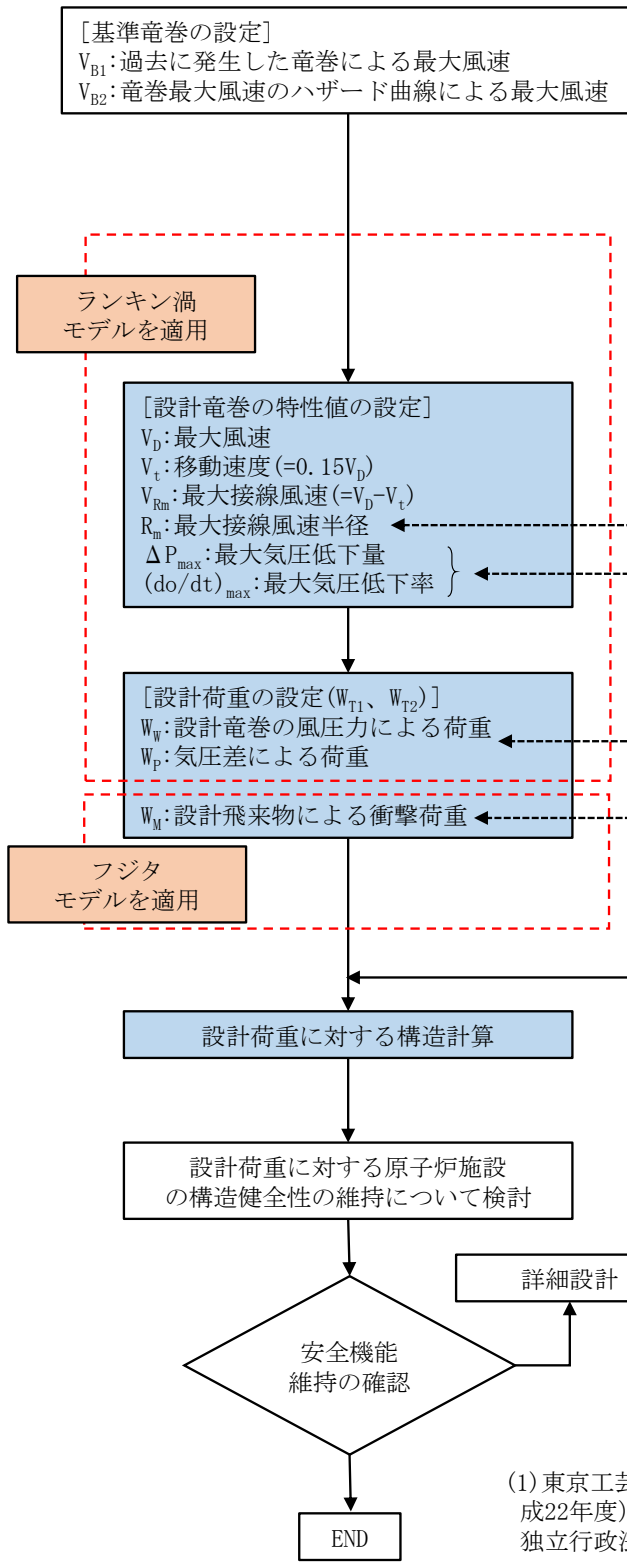 [基準竜巻の設定]
V_B1:過去に発生した竜巻による最大風速
V_B2:竜巻最大風速のハザード曲線による最大風速
ランキン渦
モデルを適用
[設計竜巻の特性値の設定]
V_D:最大風速
V_t:移動速度(=0.15V_D)
V_Rm:最大接線風速(=V_D-V_t)
R_m:最大接線風速半径
ΔP_max:最大気圧低下量
(do/dt)_max:最大気圧低下率
[設計荷重の設定(W_T1、W_T2)]
W_W:設計竜巻の風圧力による荷重
W_P:気圧差による荷重
W_M:設計飛来物による衝撃荷重
フジタ
モデルを適用
設計荷重に対する構造計算
設計荷重に対する原子炉施設
の構造健全性の維持について検討
詳細設計
安全機能
維持の確認
END
(1)東京工芸
成22年度)
独立行政法